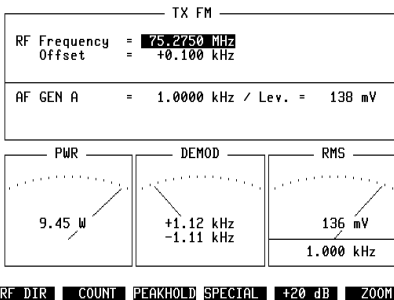 TX FM
RF Frequency = 75.2750 MHz
Offset = +0.100 kHz
AF GEN A = 1.0000 kHz / Lev. = 138 mV
PWR DEMOD RMS
9.45 W +1.12 kHz 136 mV
-1.11 kHz
1.000 kHz
RF DIR COUNT PEAKHOLD SPECIAL +20 dB ZOOM